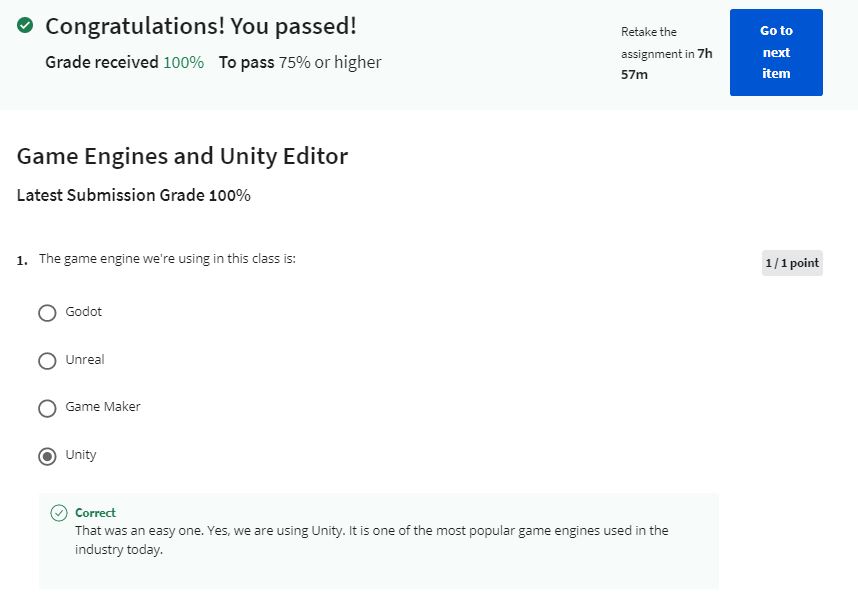 Congratulations! You passed!
Grade received 100% To pass 75% or higher
Retake the
assignment in 7h
57m
Go to
next
item
Game Engines and Unity Editor
Latest Submission Grade 100%
1. The game engine we're using in this class is:
1 / 1 point
Godot
Unreal
Game Maker
Unity
Correct
That was an easy one. Yes, we are using Unity. It is one of the most popular game engines used in the
industry today.